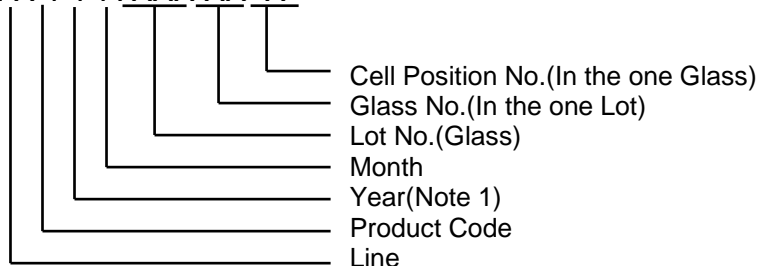 Cell Position No.(In the one Glass)
Glass No.(In the one Lot)
Lot No.(Glass)
Month
Year(Note 1)
Product Code
Line